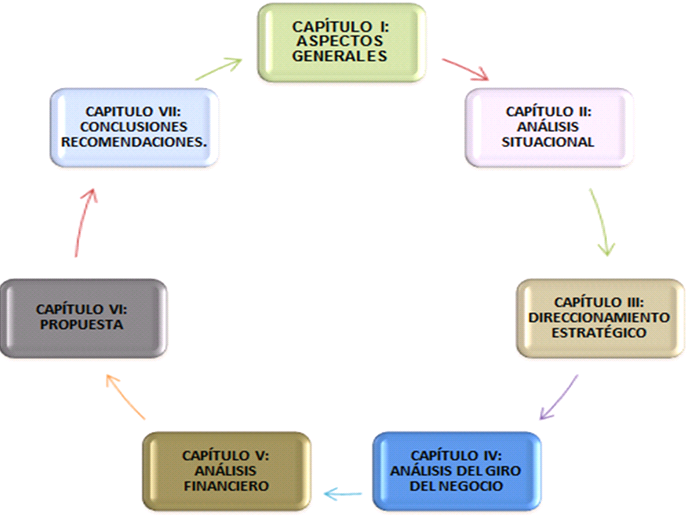 CAPÍTULO I:
ASPECTOS
GENERALES
CAPÍTULO II:
ANÁLISIS
SITUACIONAL
CAPÍTULO III:
DIRECCIONAMIENTO
ESTRATÉGICO
CAPÍTULO IV:
ANÁLISIS DEL GIRO
DEL NEGOCIO
CAPÍTULO V:
ANÁLISIS
FINANCIERO
CAPÍTULO VI:
PROPUESTA
CAPITULO VII:
CONCLUSIONES
RECOMENDACIONES.